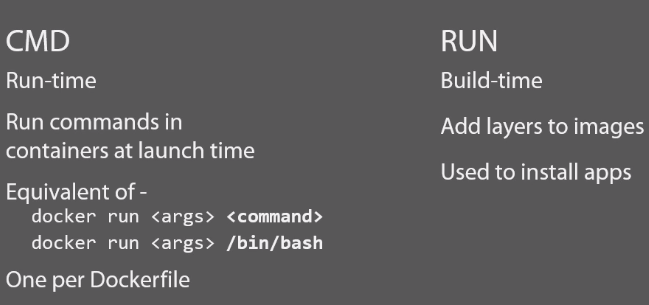 CMD
Run-time
Run commands in
containers at launch time
Equivalent of -
docker run <args> <command>
docker run <args> /bin/bash
One per Dockerfile
RUN
Build-time
Add layers to images
Used to install apps